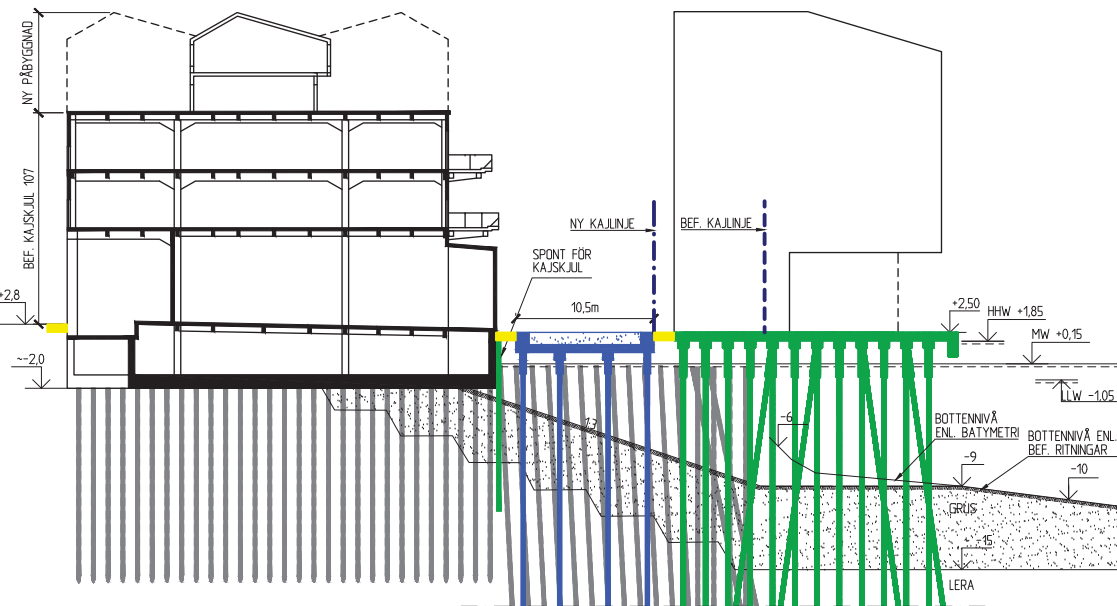 NY PÅBYGGNAD
BEF. KAJSKJUL 107
+2,8
~-2,0
SPONT FÖR
KAJSKJUL
10,5m
NY KAJLINJE
BEF. KAJLINJE
+2,50
HHW +1,85
MW +0,15
LLW -1.05
1:3
-6
BOTTENNIVÅ
ENL. BATYMETRI
BOTTENNIVÅ ENL.
BEF. RITNINGAR
-9
-10
GRUS
-15
LERA